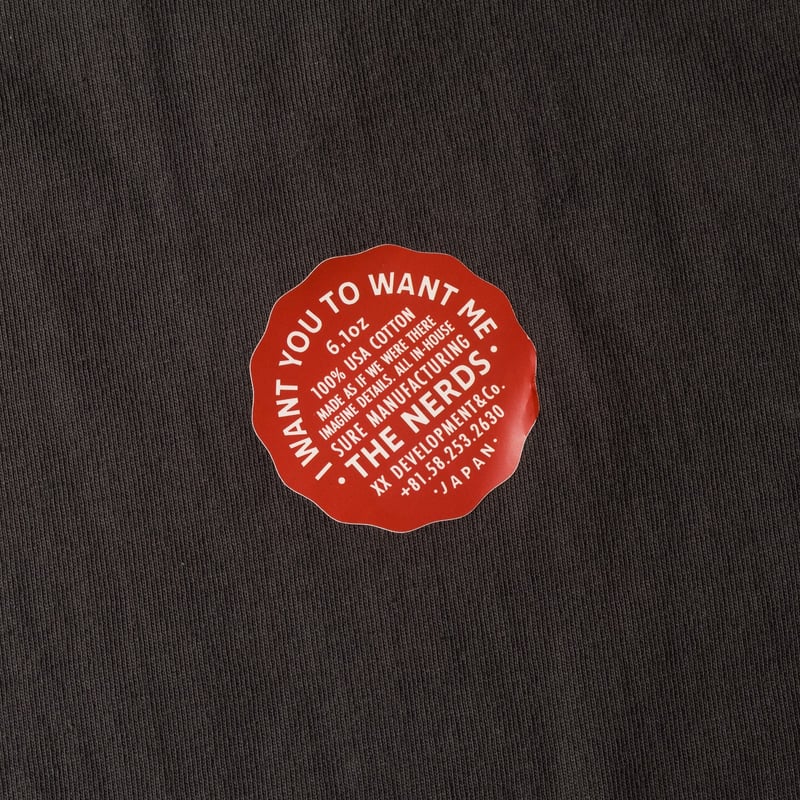 I WANT YOU TO WANT ME
6.1oz
100% USA COTTON
MADE AS IF WE WERE THERE
IMAGINE DETAILS. ALL IN-HOUSE
SURE MANUFACTURING
•THE NERDS•
XX DEVELOPMENT&Co.
+81.58.253.2630
·JAPAN·